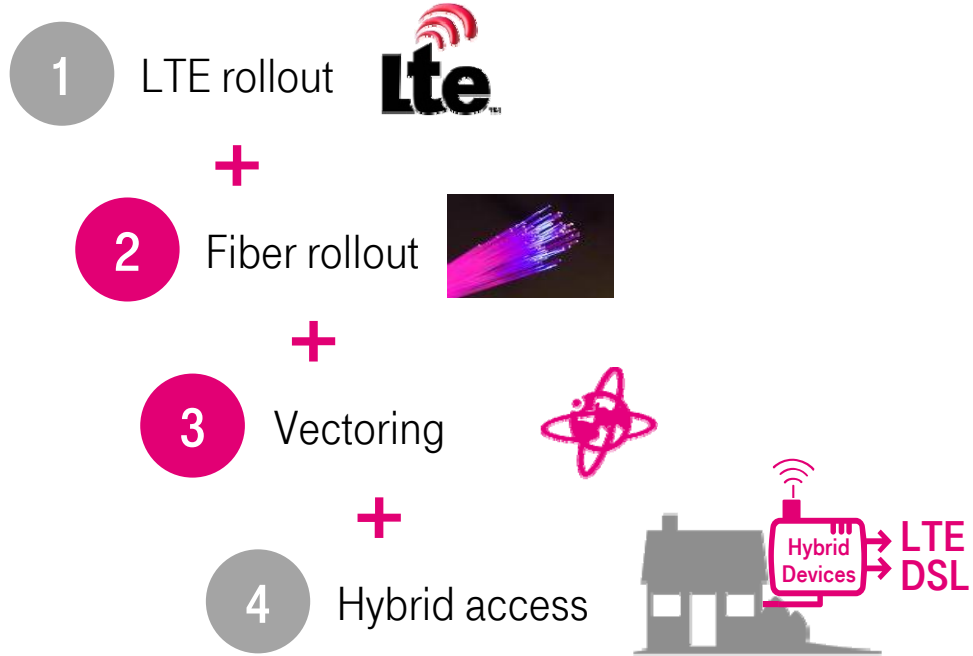 1 LTE rollout Lte
+
2 Fiber rollout
+
3 Vectoring
+
4 Hybrid access
Hybrid
Devices
LTE
DSL